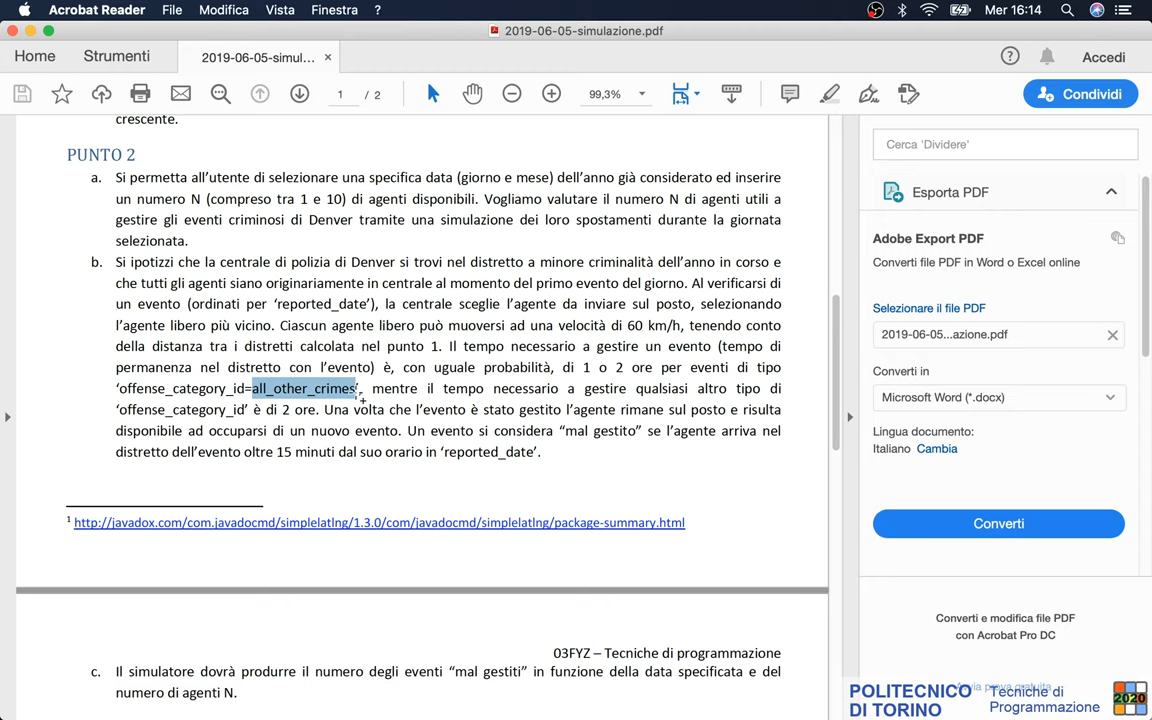 Acrobat Reader File Modifica Vista Finestra ? Mer 16:14
2019-06-05-simulazione.pdf
Home Strumenti 2019-06-05-simul... × ? Accedi
1 / 2 99,3% Condividi
crescente.
PUNTO 2
a. Si permetta all'utente di selezionare una specifica data (giorno e mese) dell'anno già considerato ed inserire
un numero N (compreso tra 1 e 10) di agenti disponibili. Vogliamo valutare il numero N di agenti utili a
gestire gli eventi criminosi di Denver tramite una simulazione dei loro spostamenti durante la giornata
selezionata.
b. Si ipotizzi che la centrale di polizia di Denver si trovi nel distretto a minore criminalità dell'anno in corso e
che tutti gli agenti siano originariamente in centrale al momento del primo evento del giorno. Al verificarsi di
un evento (ordinati per 'reported_date'), la centrale sceglie l'agente da inviare sul posto, selezionando
l'agente libero più vicino. Ciascun agente libero può muoversi ad una velocità di 60 km/h, tenendo conto
della distanza tra i distretti calcolata nel punto 1. Il tempo necessario a gestire un evento (tempo di
permanenza nel distretto con l'evento) è, con uguale probabilità, di 1 o 2 ore per eventi di tipo
'offense_category_id=all_other_crimes', mentre il tempo necessario a gestire qualsiasi altro tipo di
'offense_category_id' è di 2 ore. Una volta che l'evento è stato gestito l'agente rimane sul posto e risulta
disponibile ad occuparsi di un nuovo evento. Un evento si considera "mal gestito" se l'agente arriva nel
distretto dell'evento oltre 15 minuti dal suo orario in 'reported_date'.
1 http://javadox.com/com.javadocmd/simplelatlng/1.3.0/com/javadocmd/simplelatlng/package-summary.html
03FYZ – Tecniche di programmazione
c. Il simulatore dovrà produrre il numero degli eventi "mal gestiti" in funzione della data specificata e del
numero di agenti N.
Cerca 'Dividere'
Esporta PDF
Adobe Export PDF
Converti file PDF in Word o Excel online
Selezionare il file PDF
2019-06-05...azione.pdf
Converti in
Microsoft Word (*.docx)
Lingua documento:
Italiano Cambia
Converti
Converti e modifica file PDF
con Acrobat Pro DC
Avvia prova gratuita
POLITECNICO
DI TORINO
Tecniche di
Programmazione
2020